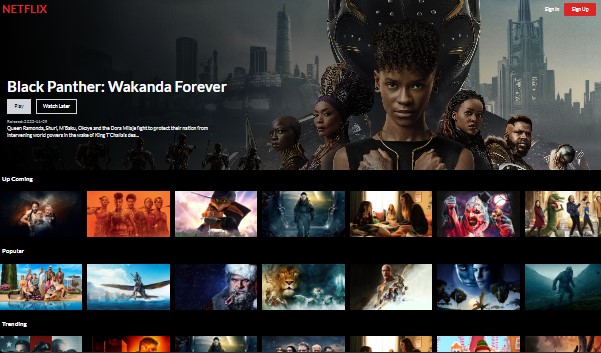 NETFLIX
Sign In
Sign Up
Black Panther: Wakanda Forever
Play
Watch Later
Released: 2022-11-09
Queen Ramonda, Shuri, M'Baku, Okoye and the Dora Milaje fight to protect their nation from
intervening world powers in the wake of King T'Challa's dea...
Up Coming
Popular
Trending